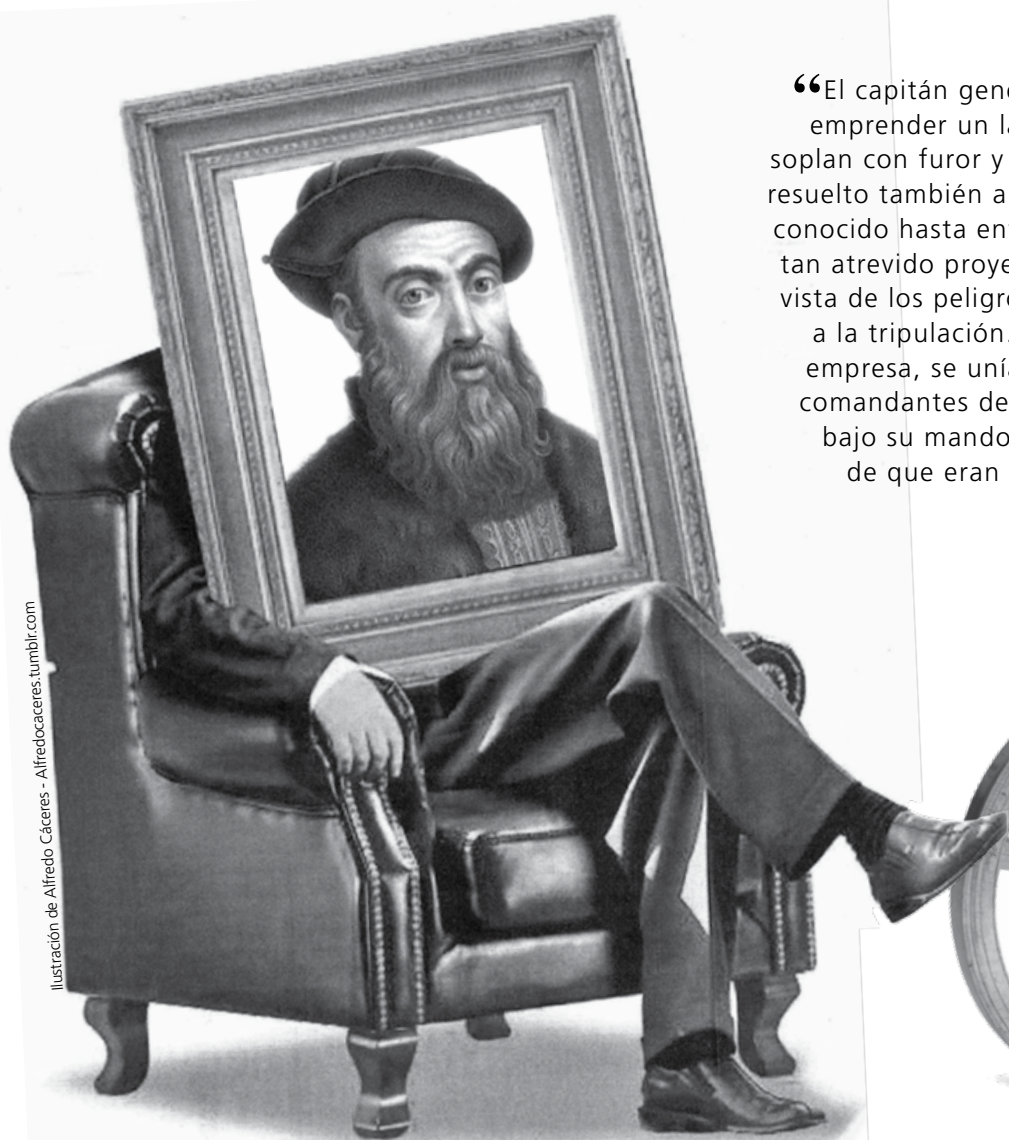 “El capitán gene
emprender un la
soplan con furor y
resuelto también a
conocido hasta en
tan atrevido proye
vista de los peligr
a la tripulación.
empresa, se unía
comandantes de
bajo su mando
de que eran
Ilustración de Alfredo Cáceres - Alfredocaceres.tumblr.com